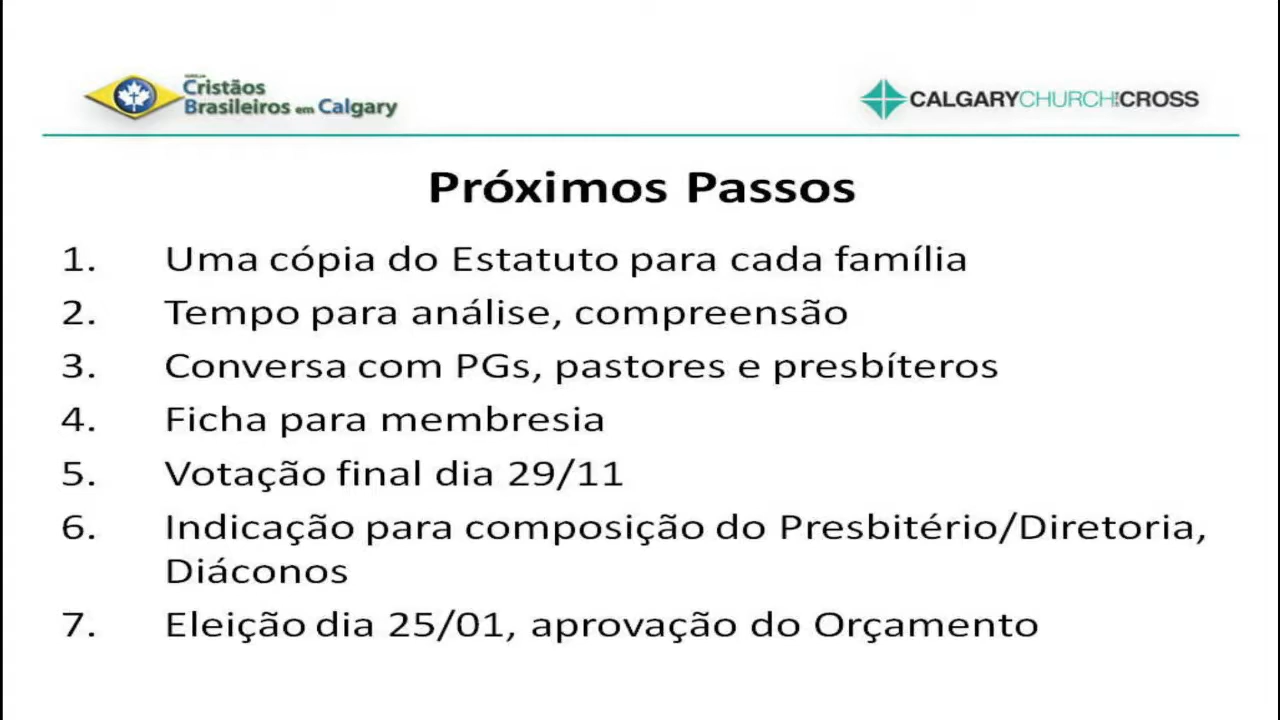 Cristãos
Brasileiros em Calgary
CALGARYCHURCH CROSS
Próximos Passos
1. Uma cópia do Estatuto para cada família
2. Tempo para análise, compreensão
3. Conversa com PGs, pastores e presbíteros
4. Ficha para membresia
5. Votação final dia 29/11
6. Indicação para composição do Presbitério/Diretoria,
Diáconos
7. Eleição dia 25/01, aprovação do Orçamento